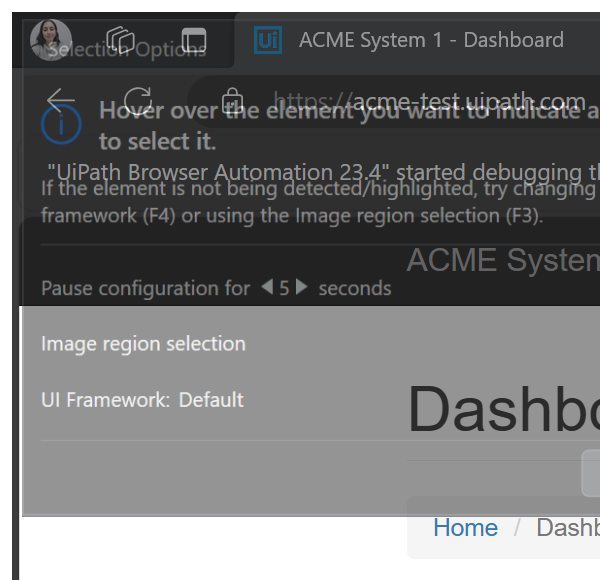 Selection Options
Ui ACME System 1 - Dashboard
https://acme-test.uipath.com
Hover over the element you want to indicate a
to select it.
"UiPath Browser Automation 23.4" started debugging th
If the element is not being detected/highlighted, try changing
framework (F4) or using the Image region selection (F3).
ACME System
Pause configuration for 5 seconds
Image region selection
UI Framework: Default
Dashbo
Home / Dashb